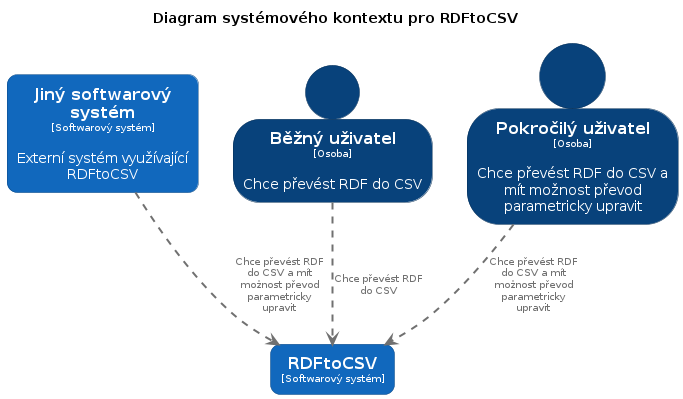 Diagram systémového kontextu pro RDFtoCSV
Jiný softwarový
systém
[Softwarový systém]
Externí systém využívající
RDFtoCSV
Běžný uživatel
[Osoba]
Chce převést RDF do CSV
Pokročilý uživatel
[Osoba]
Chce převést RDF do CSV a
mít možnost převod
parametricky upravit
Chce převést RDF
do CSV a mít
možnost převod
parametricky
upravit
Chce převést RDF
do CSV
Chce převést RDF
do CSV a mít
možnost převod
parametricky
upravit
RDFtoCSV
[Softwarový systém]